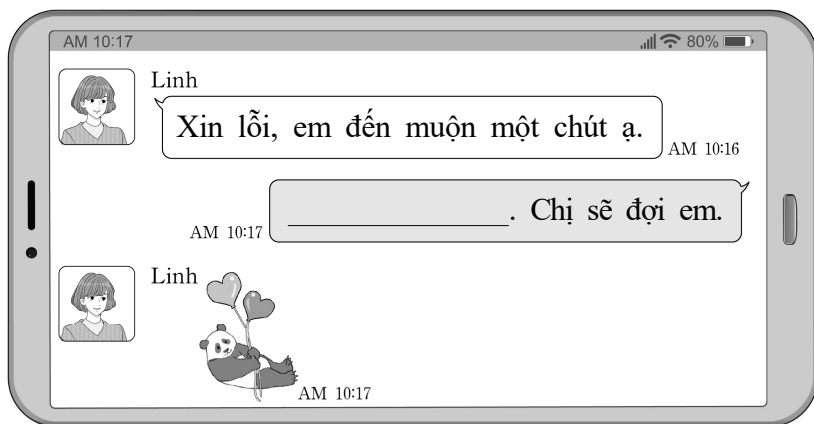 AM 10:17 80%
Linh
Xin lỗi, em đến muộn một chút ạ.
AM 10:16
. Chị sẽ đợi em.
AM 10:17
Linh
AM 10:17